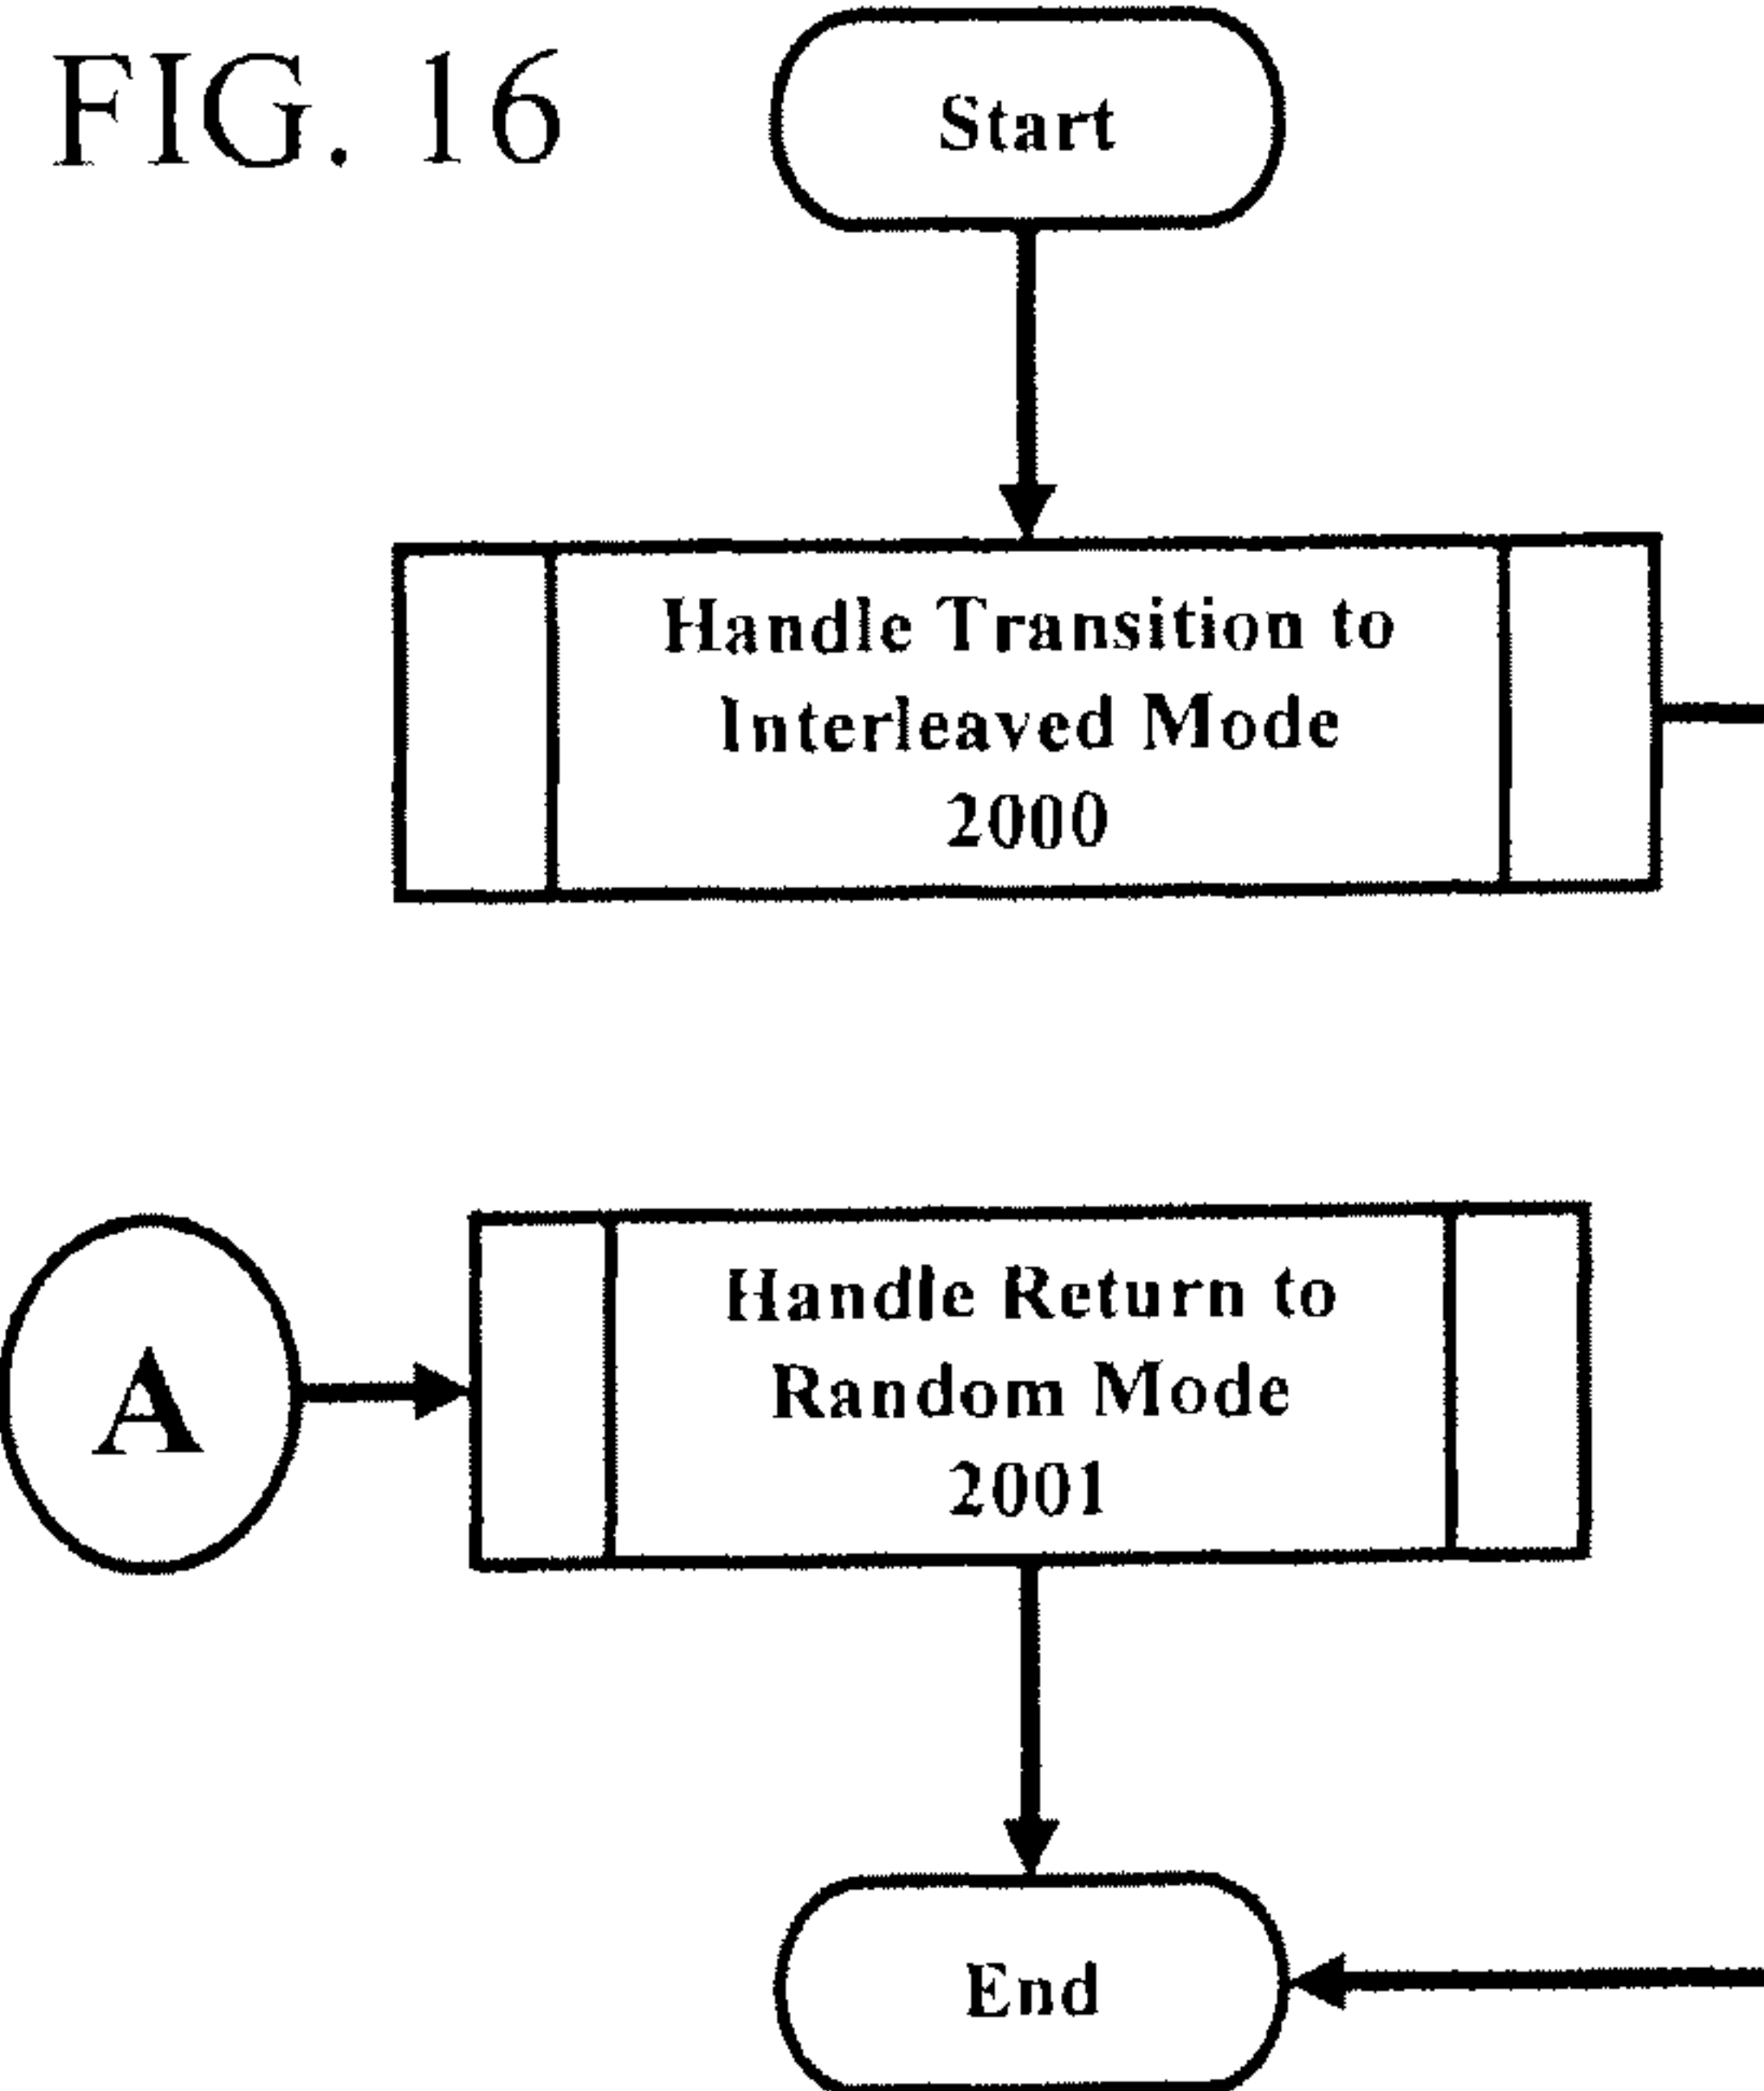 FIG. 16
Start
Handle Transition to
Interleaved Mode
2000
A
Handle Return to
Random Mode
2001
End